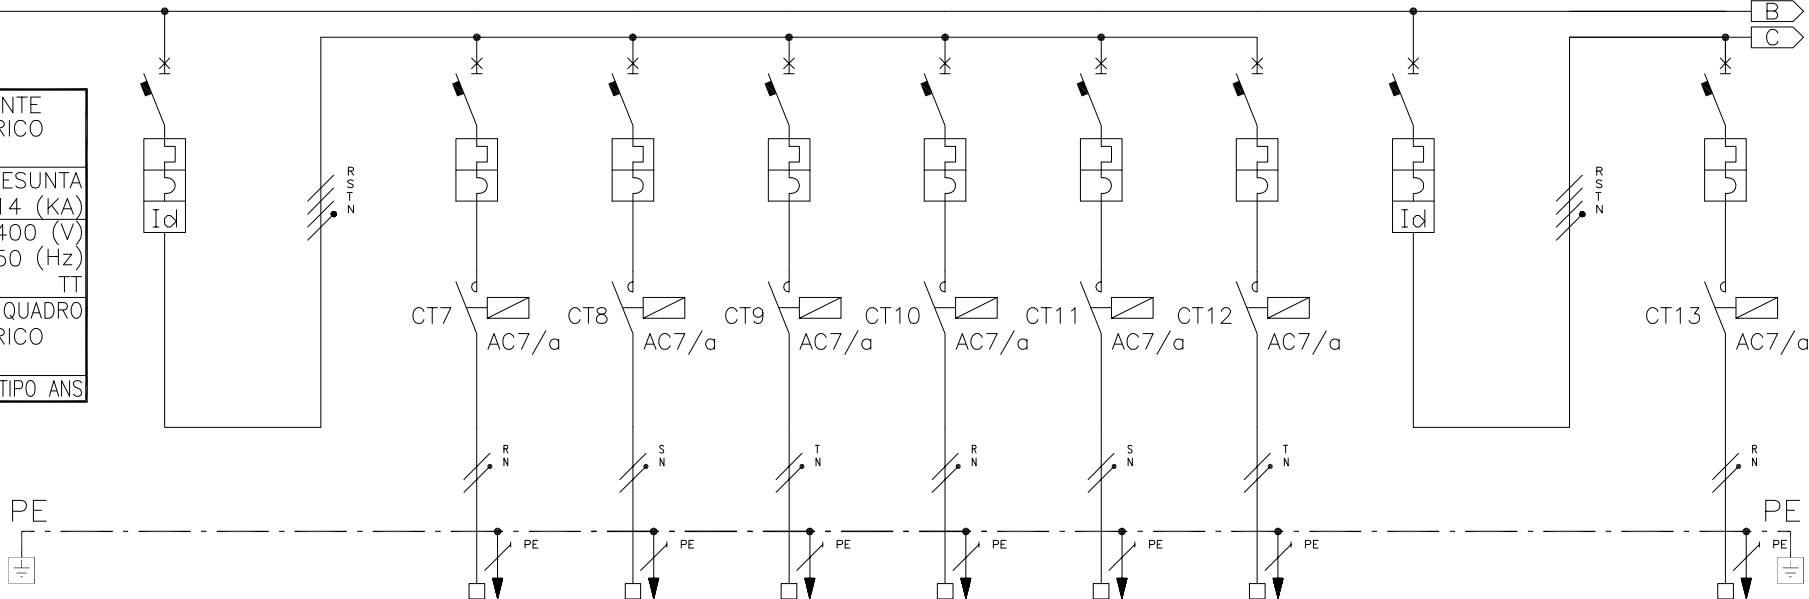 B
C
NTE
RICO
ESUNTA
14 (KA)
400 (V)
50 (Hz)
TT
QUADRO
RICO
TIPO ANS
Id
R
S
T
N
Id
R
S
T
N
CT7
AC7/a
CT8
AC7/a
CT9
AC7/a
CT10
AC7/a
CT11
AC7/a
CT12
AC7/a
CT13
AC7/a
R
N
S
N
T
N
R
N
S
N
T
N
R
N
PE
PE
PE
PE
PE
PE
PE
PE
PE